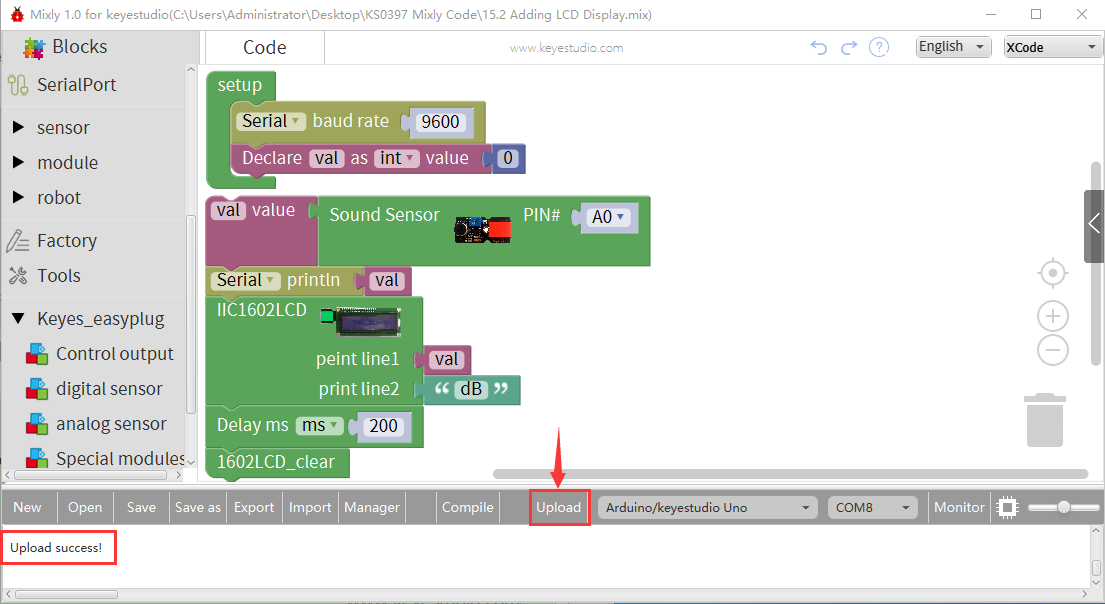 Mixly 1.0 for keyestudio(C:\Users\Administrator\Desktop\KS0397 Mixly Code\15.2 Adding LCD Display.mix)
Blocks
Code
www.keyestudio.com
English
XCode
SerialPort
sensor
module
robot
Factory
Tools
Keyes_easyplug
Control output
digital sensor
analog sensor
Special modules
setup
Serial baud rate 9600
Declare val as int value 0
val value Sound Sensor PIN# A0
Serial println val
IIC1602LCD
peint line1 val
print line2 “ dB ”
Delay ms ms 200
1602LCD_clear
New Open Save Save as Export Import Manager Compile Upload Arduino/keyestudio Uno COM8 Monitor
Upload success!